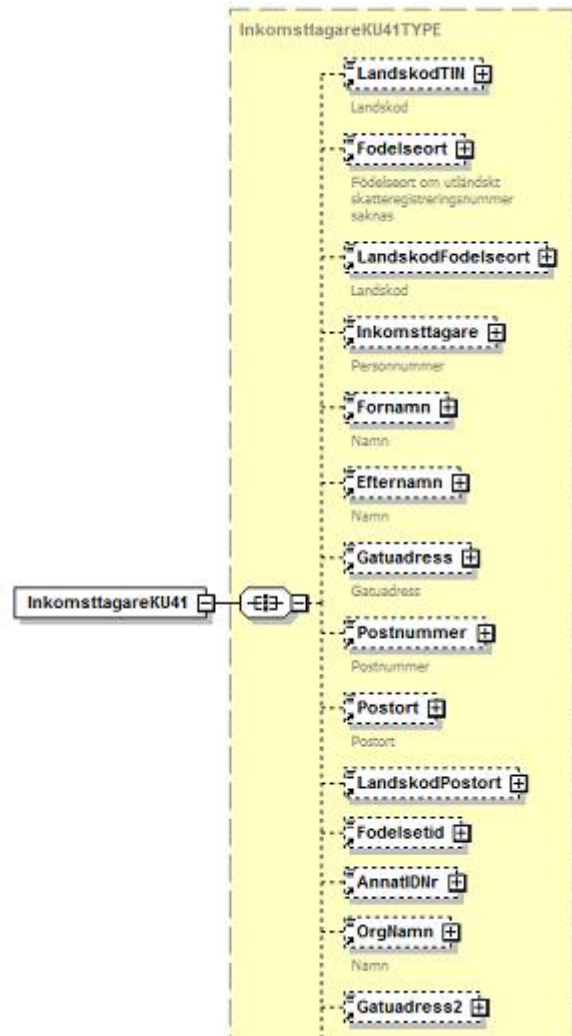 InkomsttagareKU41TYPE
LandskodTIN
Landskod
Fodelseort
Födelseort om utländskt
skatteregistreringsnummer
saknas
LandskodFodelseort
Landskod
Inkomsttagare
Personnummer
Fornamn
Namn
Efternamn
Namn
Gatuadress
Gatuadress
InkomsttagareKU41
Postnummer
Postnummer
Postort
Postort
LandskodPostort
Fodelsetid
AnnatIDNr
OrgNamn
Namn
Gatuadress2